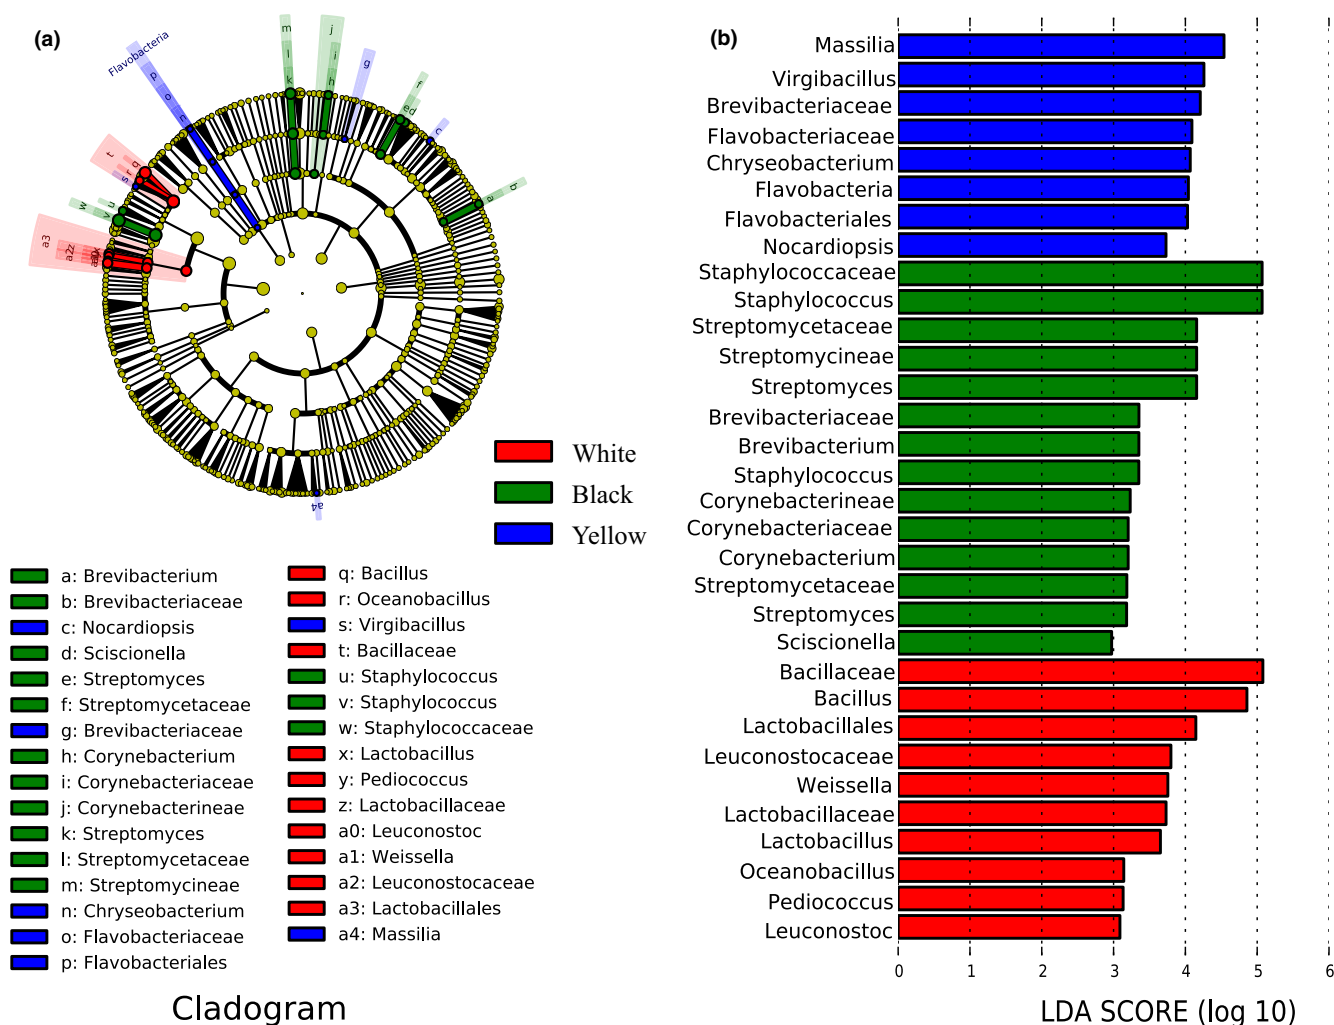 (a)
Flavobacteria
p
o
n
m
l
k
j
i
h
g
f
ed
c
b
a
t
q
r
s
w
u
v
a3
a2
z
a4
White
Black
Yellow
a: Brevibacterium
b: Brevibacteriaceae
c: Nocardiopsis
d: Sciscionella
e: Streptomyces
f: Streptomycetaceae
g: Brevibacteriaceae
h: Corynebacterium
i: Corynebacteriaceae
j: Corynebacterineae
k: Streptomyces
l: Streptomycetaceae
m: Streptomycineae
n: Chryseobacterium
o: Flavobacteriaceae
p: Flavobacteriales
q: Bacillus
r: Oceanobacillus
s: Virgibacillus
t: Bacillaceae
u: Staphylococcus
v: Staphylococcus
w: Staphylococcaceae
x: Lactobacillus
y: Pediococcus
z: Lactobacillaceae
a0: Leuconostoc
a1: Weissella
a2: Leuconostocaceae
a3: Lactobacillales
a4: Massilia
Cladogram
(b)
Massilia
Virgibacillus
Brevibacteriaceae
Flavobacteriaceae
Chryseobacterium
Flavobacteria
Flavobacteriales
Nocardiopsis
Staphylococcaceae
Staphylococcus
Streptomycetaceae
Streptomycineae
Streptomyces
Brevibacteriaceae
Brevibacterium
Staphylococcus
Corynebacterineae
Corynebacteriaceae
Corynebacterium
Streptomycetaceae
Streptomyces
Sciscionella
Bacillaceae
Bacillus
Lactobacillales
Leuconostocaceae
Weissella
Lactobacillaceae
Lactobacillus
Oceanobacillus
Pediococcus
Leuconostoc
0 1 2 3 4 5 6
LDA SCORE (log 10)